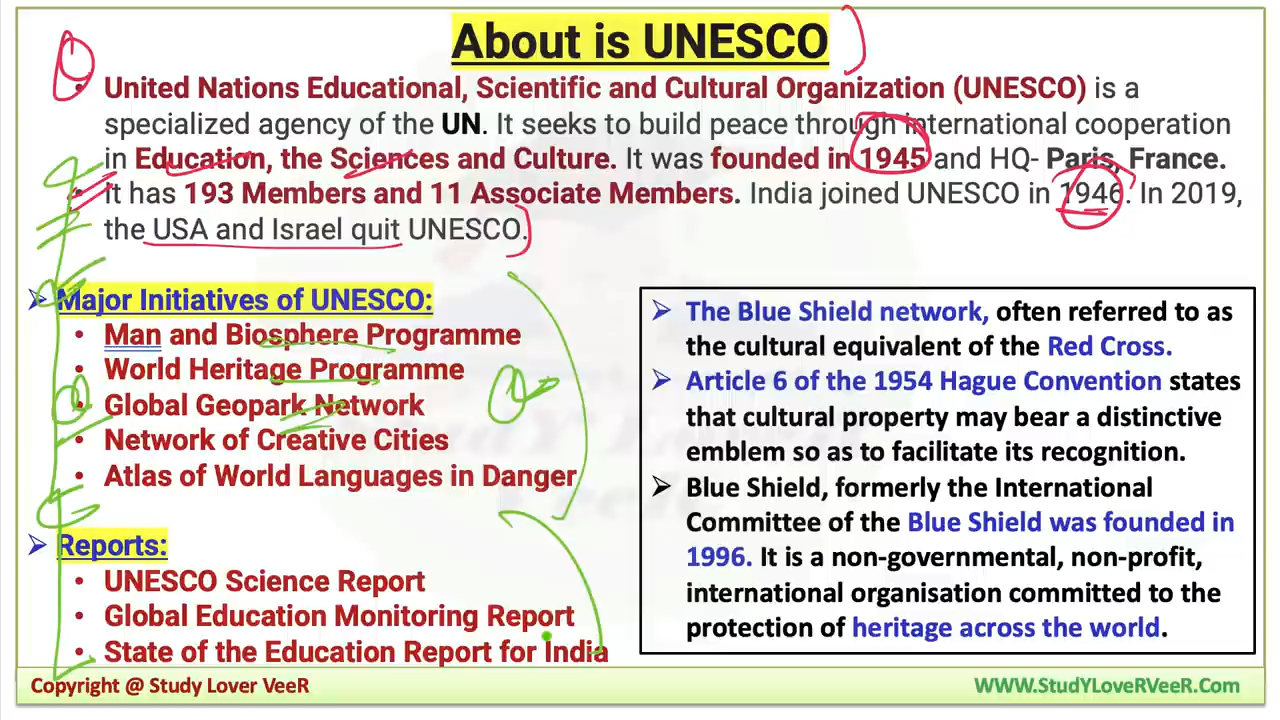 About is UNESCO
• United Nations Educational, Scientific and Cultural Organization (UNESCO) is a
specialized agency of the UN. It seeks to build peace through international cooperation
in Education, the Sciences and Culture. It was founded in 1945 and HQ- Paris, France.
• It has 193 Members and 11 Associate Members. India joined UNESCO in 1946. In 2019,
the USA and Israel quit UNESCO.
➢ Major Initiatives of UNESCO:
• Man and Biosphere Programme
• World Heritage Programme
• Global Geopark Network
• Network of Creative Cities
• Atlas of World Languages in Danger
➢ Reports:
• UNESCO Science Report
• Global Education Monitoring Report
• State of the Education Report for India
➢ The Blue Shield network, often referred to as
the cultural equivalent of the Red Cross.
➢ Article 6 of the 1954 Hague Convention states
that cultural property may bear a distinctive
emblem so as to facilitate its recognition.
➢ Blue Shield, formerly the International
Committee of the Blue Shield was founded in
1996. It is a non-governmental, non-profit,
international organisation committed to the
protection of heritage across the world.
Copyright @ Study Lover VeeR
WWW.StudYLoveRVeeR.Com